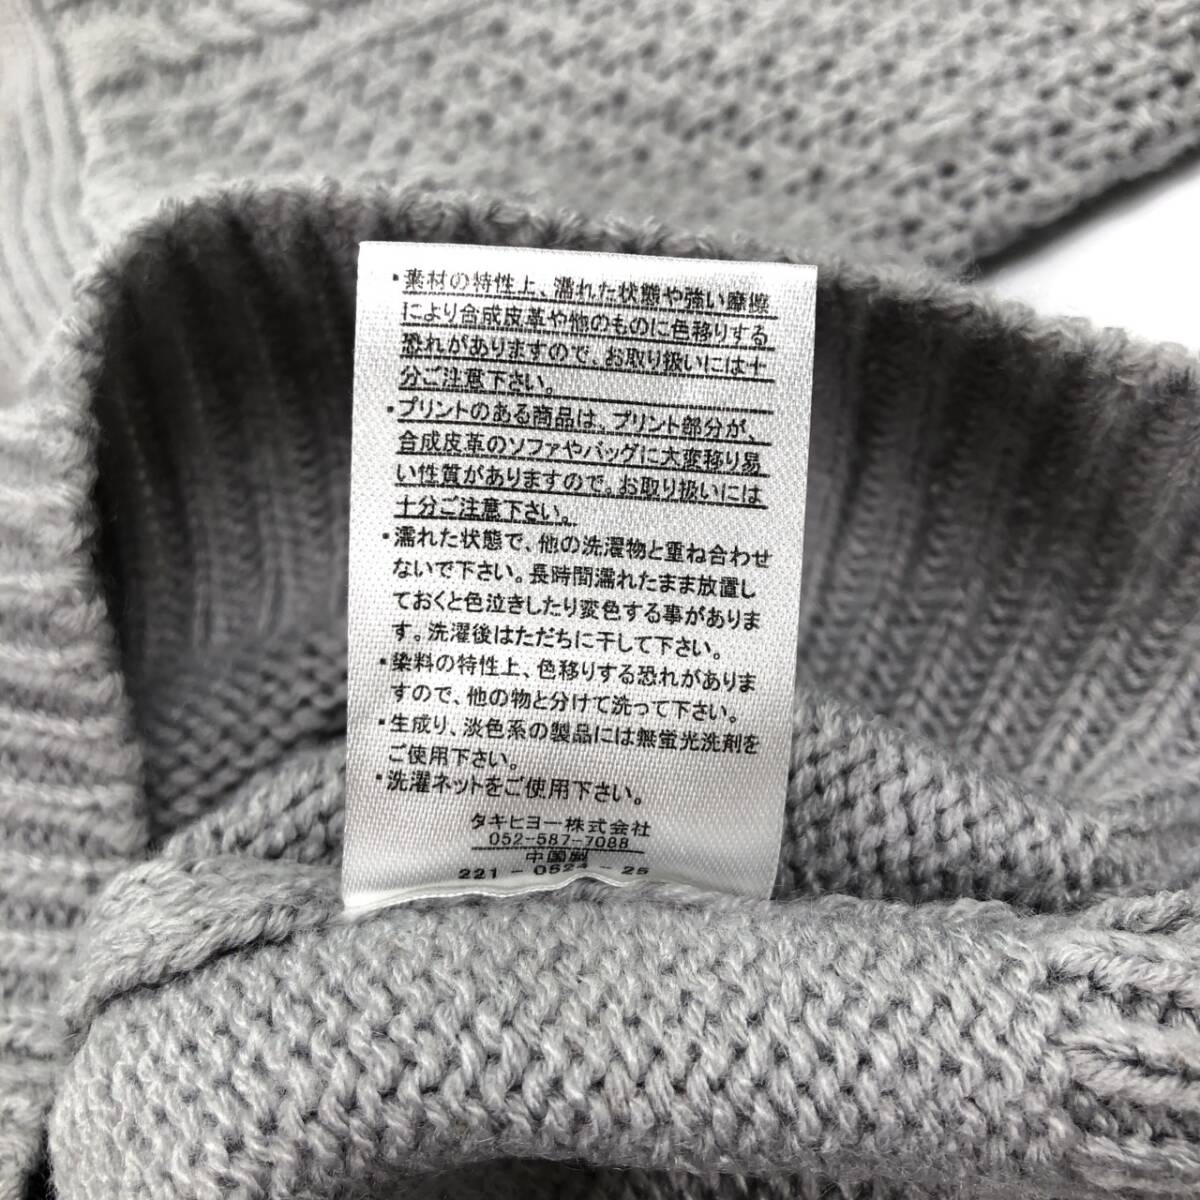 ・素材の特性上、濡れた状態や強い摩擦
により合成皮革や他のものに色移りする
恐れがありますので、お取り扱いには十
分ご注意下さい。
・プリントのある商品は、プリント部分が、
合成皮革のソファやバッグに大変移り易
い性質がありますので。お取り扱いには
十分ご注意下さい。
・濡れた状態で、他の洗濯物と重ね合わせ
ないで下さい。長時間濡れたまま放置し
ておくと色泣きしたり変色する事がありま
す。洗濯後はただちに干して下さい。
・染料の特性上、色移りする恐れがありま
すので、他の物と分けて洗って下さい。
・生成り、淡色系の製品には無蛍光洗剤を
ご使用下さい。
・洗濯ネットをご使用下さい。
タキヒヨー株式会社
052-587-7088
中国製
221 - - 25